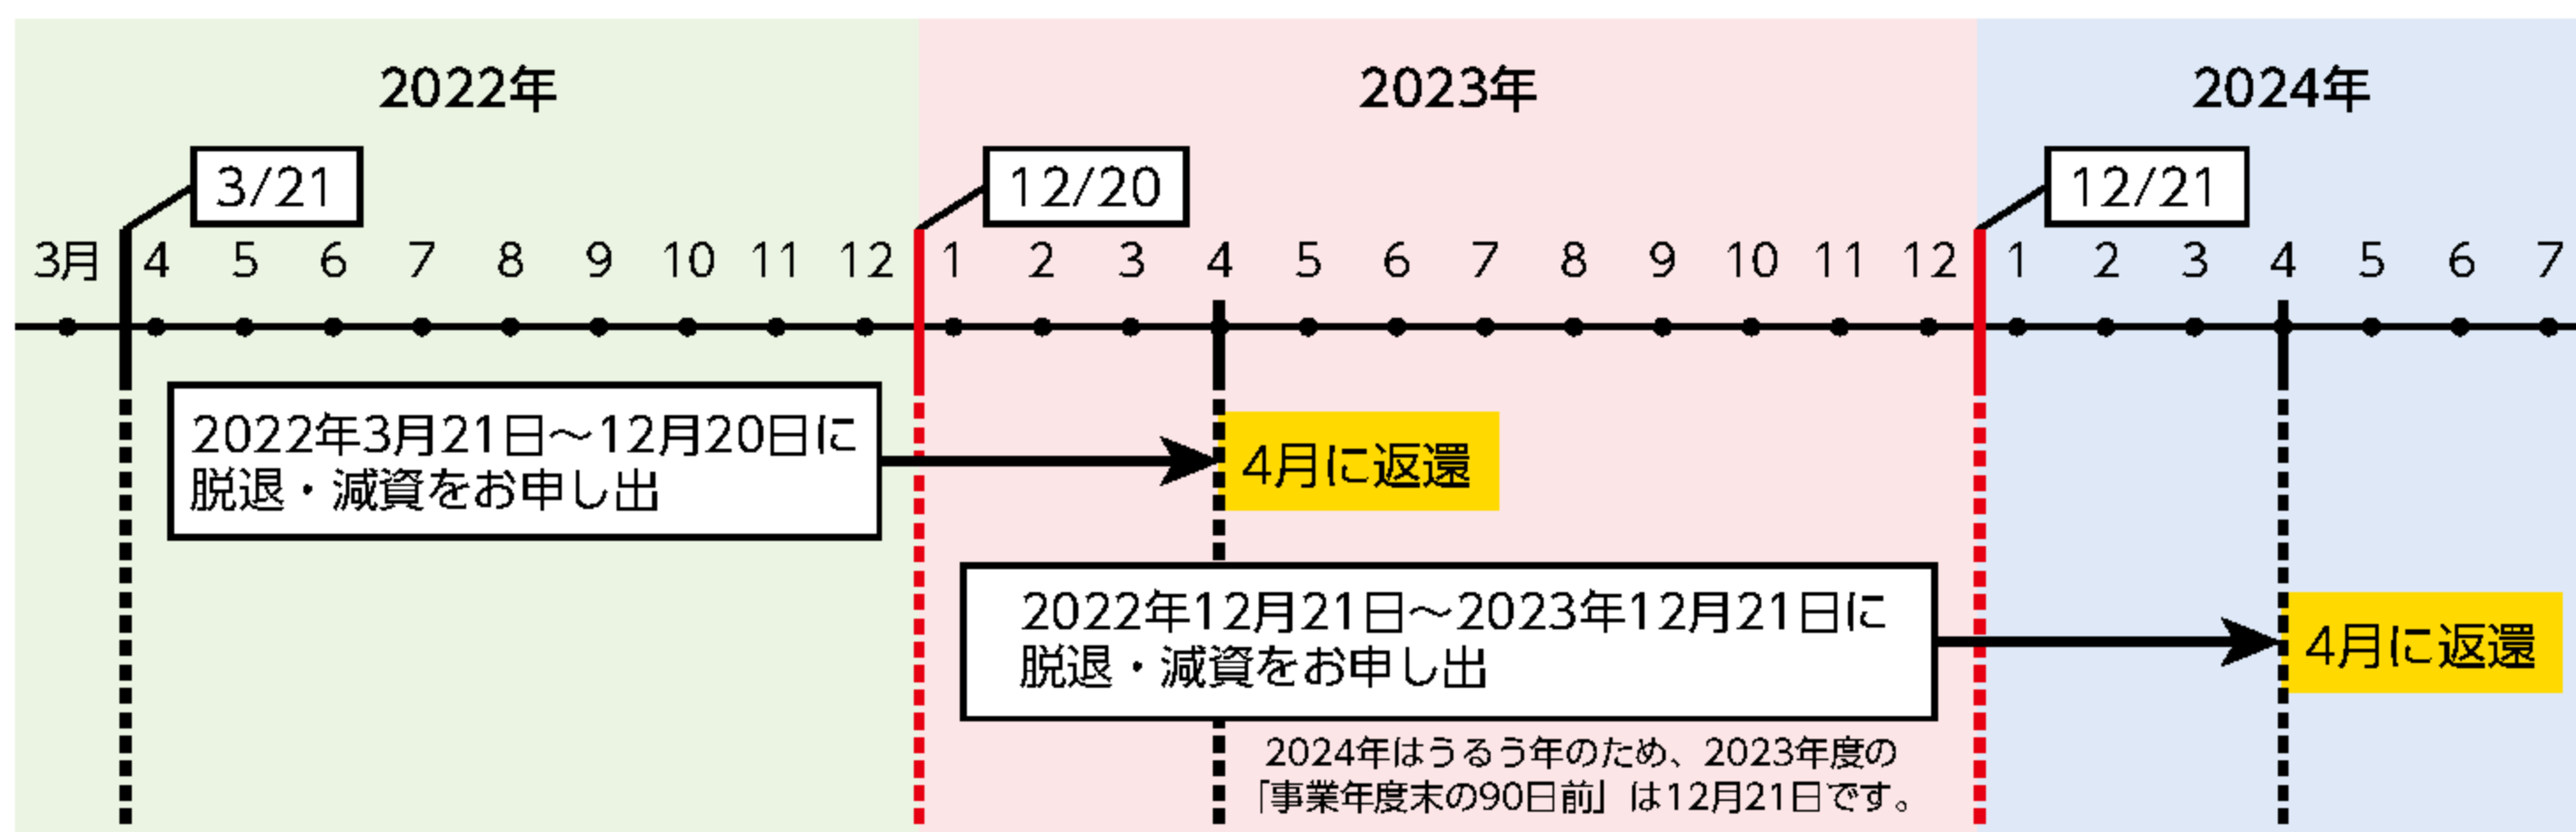 2022年
2023年
2024年
3/21
12/20
12/21
3月 4 5 6 7 8 9 10 11 12 1 2 3 4 5 6 7 8 9 10 11 12 1 2 3 4 5 6 7
2022年3月21日～12月20日に
脱退・減資をお申し出
4月に返還
2022年12月21日～2023年12月21日に
脱退・減資をお申し出
4月に返還
2024年はうるう年のため、2023年度の
「事業年度末の90日前」は12月21日です。